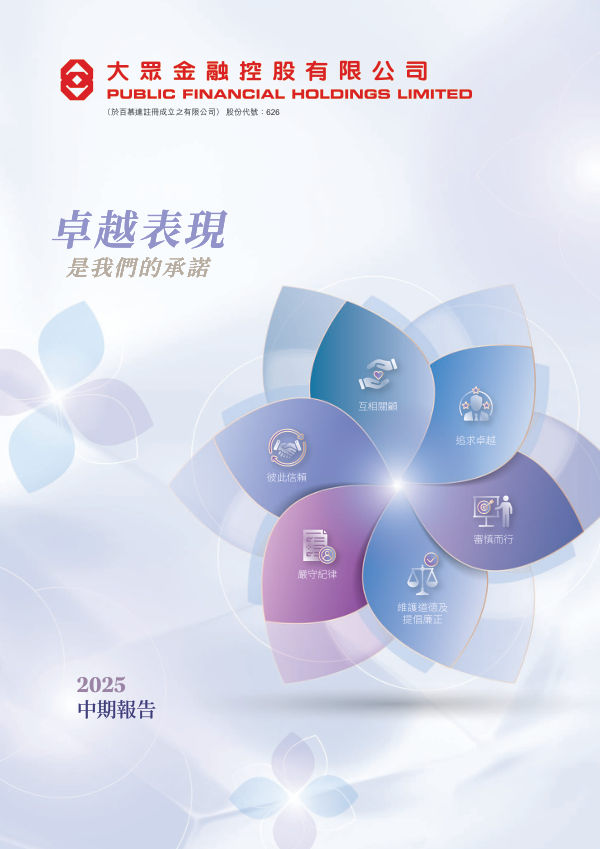 大眾金融控股有限公司
PUBLIC FINANCIAL HOLDINGS LIMITED
(於百慕達註冊成立之有限公司) 股份代號：626
卓越表現
是我們的承諾
互相關顧
追求卓越
彼此信賴
審慎而行
嚴守紀律
維護道德及
提倡廉正
2025
中期報告